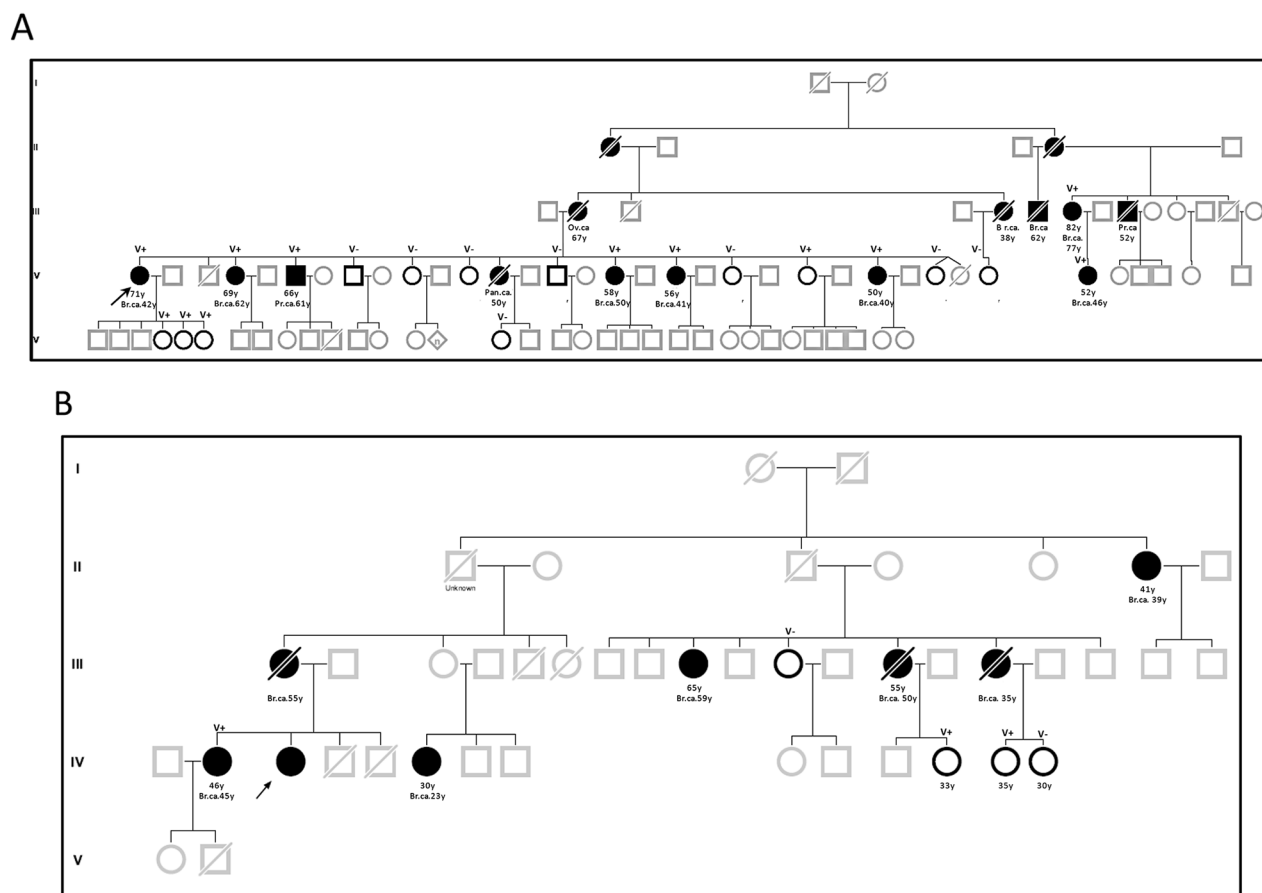 A
I
II
V+
III
Ov.ca
67y
B r.ca.
38y
Br.ca
62y
82y
Br.ca.
77y
Pr.ca
52y
V+ V+ V+ V- V- V- V- V+ V+ V- V+ V+ V- V- V+
V
71y
Br.ca.42y
69y
Br.ca.62y
66y
Pr.ca.61y
Pan.ca.
50y
58y
Br.ca.50y
56y
Br.ca.41y
50y
Br.ca.40y
52y
Br.ca.46y
V+ V+ V+ V-
V
n
B
I
II
Unknown
41y
Br.ca. 39y
V-
III
Br.ca.55y
65y
Br.ca.59y
55y
Br.ca. 50y
Br.ca. 35y
V+ V+ V+ V-
IV
46y
Br.ca.45y
30y
Br.ca.23y
33y 35y 30y
V